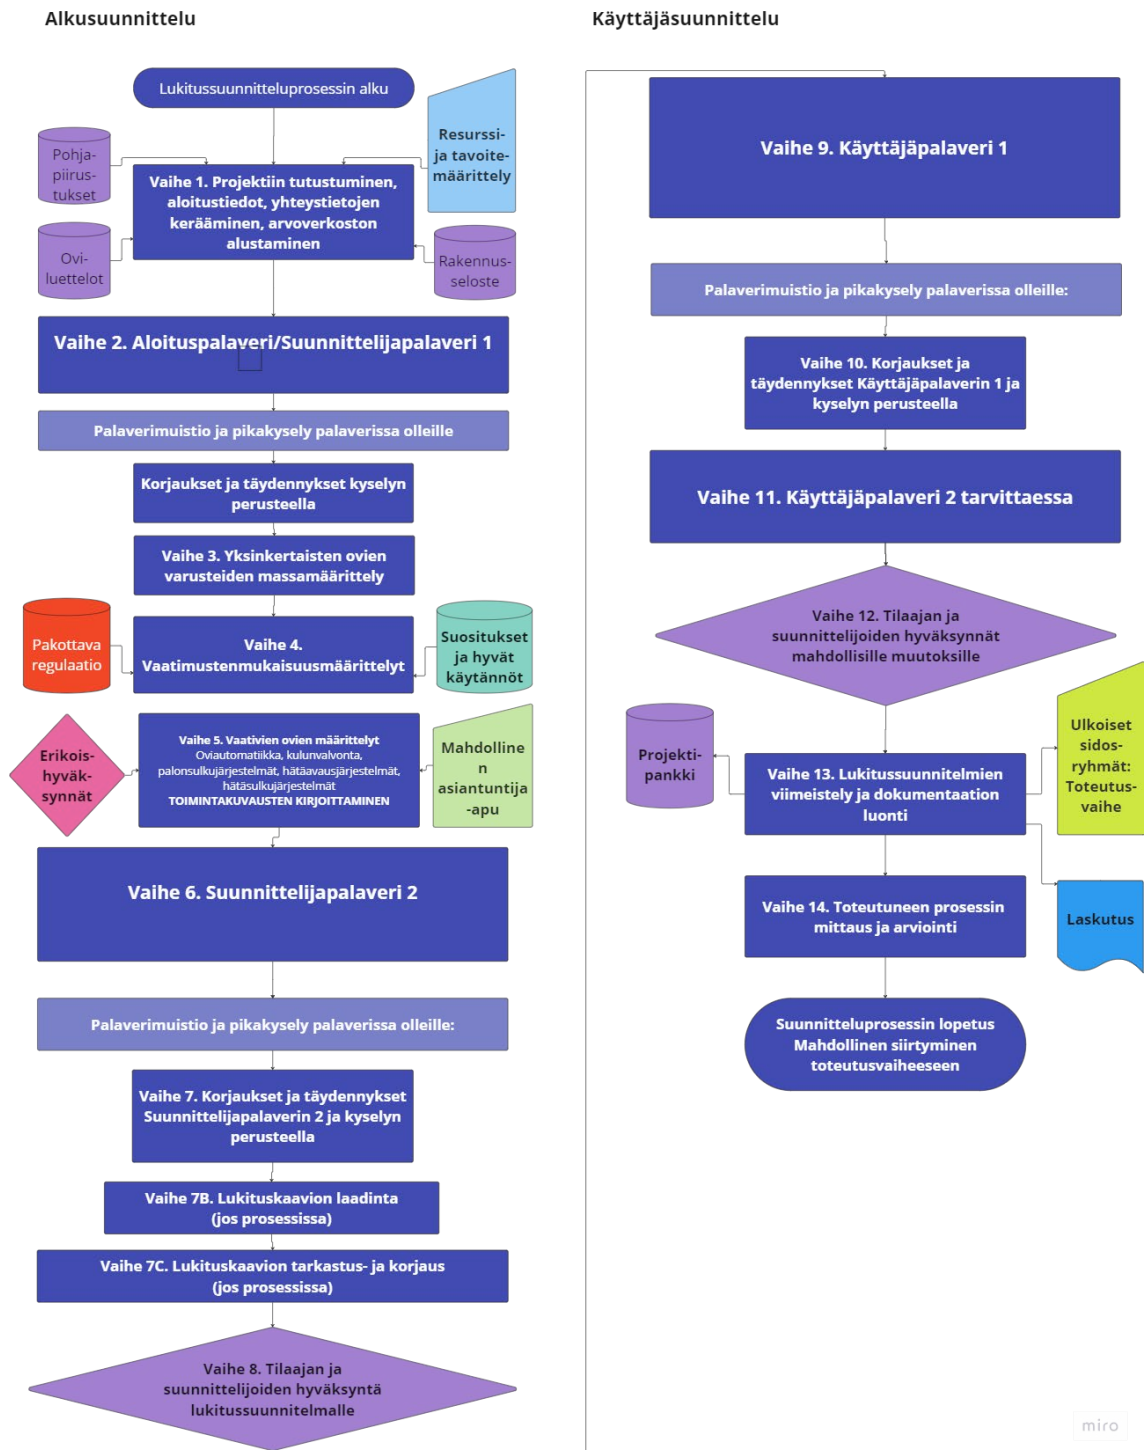 Alkusuunnittelu
Lukitussuunnitteluprosessin alku
Pohja-
piirus-
tukset
Resurssi-
ja tavoite-
määrittely
Vaihe 1. Projektiin tutustuminen,
aloitustiedot, yhteystietojen
kerääminen, arvoverkoston
alustaminen
Ovi-
luettelot
Rakennus-
seloste
Vaihe 2. Aloituspalaveri/Suunnittelijapalaveri 1
Palaverimuistio ja pikakysely palaverissa olleille
Korjaukset ja täydennykset kyselyn
perusteella
Vaihe 3. Yksinkertaisten ovien
varusteiden massamäärittely
Pakottava
regulaatio
Vaihe 4.
Vaatimustenmukaisuusmäärittelyt
Suositukset
ja hyvät
käytännöt
Erikois-
hyväk-
synnät
Vaihe 5. Vaativien ovien määrittelyt
Oviautomatiikka, kulunvalvonta,
palonsulkujärjestelmät, hätäavausjärjestelmät,
hätäsulkujärjestelmät
TOIMINTAKUVAUSTEN KIRJOITTAMINEN
Mahdolline
n
asiantuntija
-apu
Vaihe 6. Suunnittelijapalaveri 2
Palaverimuistio ja pikakysely palaverissa olleille:
Vaihe 7. Korjaukset ja täydennykset
Suunnittelijapalaverin 2 ja kyselyn
perusteella
Vaihe 7B. Lukituskaavion laadinta
(jos prosessissa)
Vaihe 7C. Lukituskaavion tarkastus- ja korjaus
(jos prosessissa)
Vaihe 8. Tilaajan ja
suunnittelijoiden hyväksyntä
lukitussuunnitelmalle
Käyttäjäsuunnittelu
Vaihe 9. Käyttäjäpalaveri 1
Palaverimuistio ja pikakysely palaverissa olleille:
Vaihe 10. Korjaukset ja
täydennykset Käyttäjäpalaverin 1 ja
kyselyn perusteella
Vaihe 11. Käyttäjäpalaveri 2 tarvittaessa
Vaihe 12. Tilaajan ja
suunnittelijoiden hyväksynnät
mahdollisille muutoksille
Projekti-
pankki
Vaihe 13. Lukitussuunnitelmien
viimeistely ja dokumentaation
luonti
Ulkoiset
sidos-
ryhmät:
Toteutus-
vaihe
Vaihe 14. Toteutuneen prosessin
mittaus ja arviointi
Laskutus
Suunnitteluprosessin lopetus
Mahdollinen siirtyminen
toteutusvaiheeseen
miro